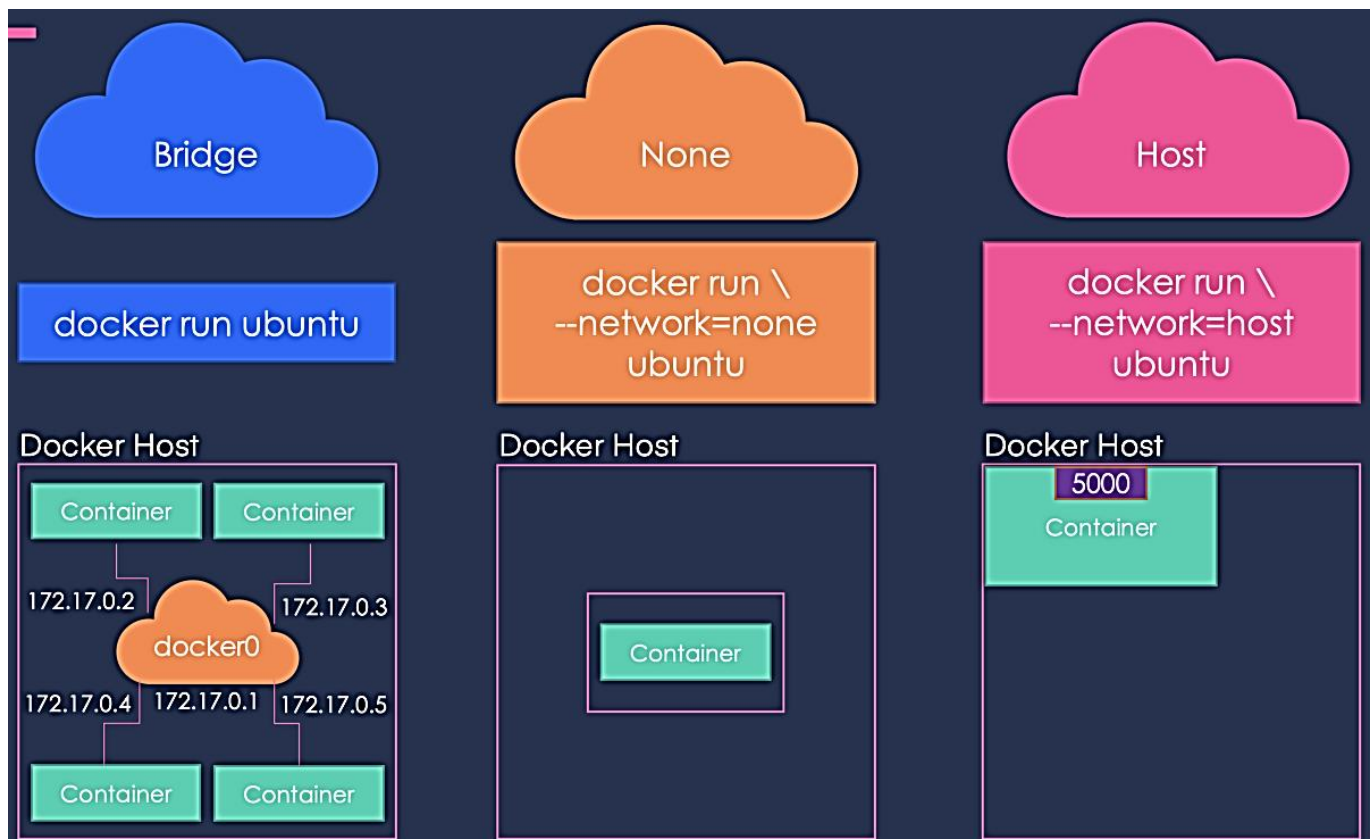 Bridge
None
Host
docker run ubuntu
docker run \
--network=none
ubuntu
docker run \
--network=host
ubuntu
Docker Host
Container
Container
172.17.0.2
172.17.0.3
docker0
172.17.0.4
172.17.0.1
172.17.0.5
Container
Container
Docker Host
Container
Docker Host
5000
Container